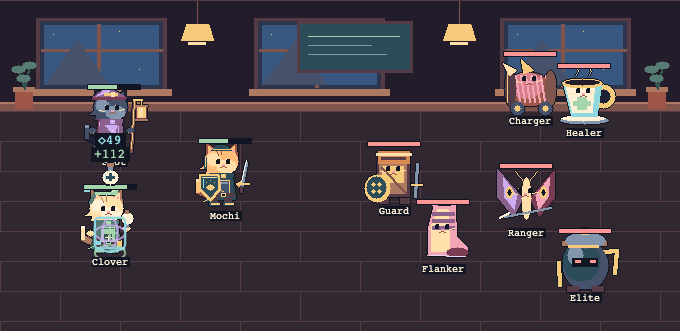 Charger
Healer
◇49
+112
Mochi
Guard
Ranger
Clover
Flanker
Elite